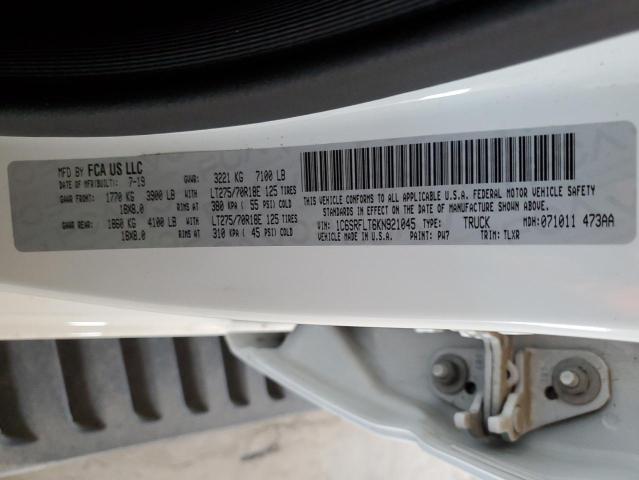 MFD BY FCA US LLC
DATE OF MFR/BUILT: 7-19 GVWR: 3221 KG 7100 LB
GAWR FRONT: 1770 KG 3900 LB WITH LT275/70R18E 125 TIRES
18X8.0 RIMS AT 380 KPA ( 55 PSI) COLD
GAWR REAR: 1860 KG 4100 LB WITH LT275/70R18E 125 TIRES
18X8.0 RIMS AT 310 KPA ( 45 PSI) COLD
THIS VEHICLE CONFORMS TO ALL APPLICABLE U.S.A. FEDERAL MOTOR VEHICLE SAFETY
STANDARDS IN EFFECT ON THE DATE OF MANUFACTURE SHOWN ABOVE.
VIN: 1C6SRFLT6KN921045 TYPE: TRUCK MDH: 071011 473AA
VEHICLE MADE IN U.S.A. PAINT: PW7 TRIM: TLXR